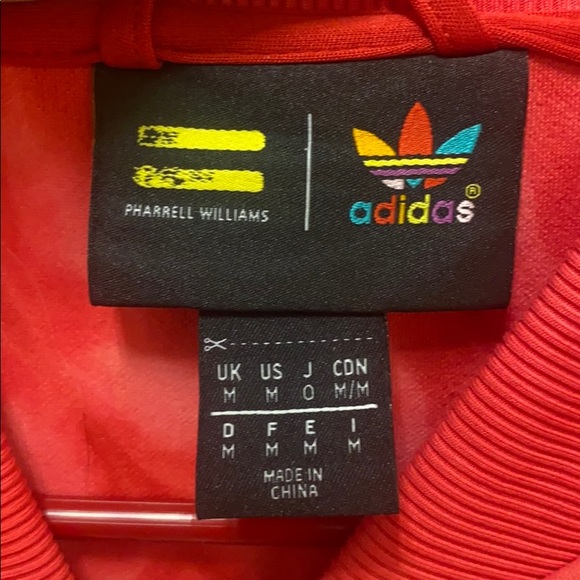 PHARRELL WILLIAMS
adidas ®
UK US J CDN
M M O M/M
D F E I
M M M M
MADE IN
CHINA